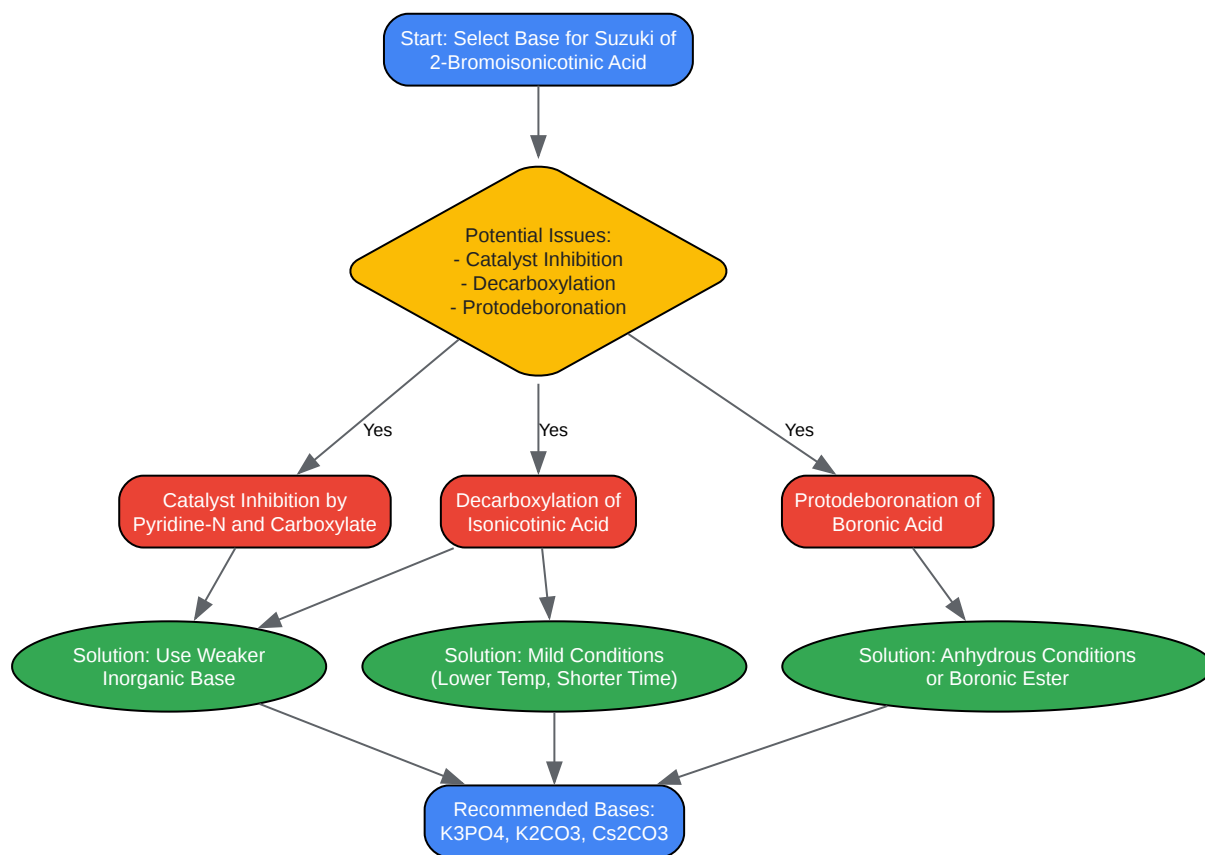 Start: Select Base for Suzuki of
2-Bromoisonicotinic Acid
Potential Issues:
- Catalyst Inhibition
- Decarboxylation
- Protodeboronation
Yes
Yes
Yes
Catalyst Inhibition by
Pyridine-N and Carboxylate
Decarboxylation of
Isonicotinic Acid
Protodeboronation of
Boronic Acid
Solution: Use Weaker
Inorganic Base
Solution: Mild Conditions
(Lower Temp, Shorter Time)
Solution: Anhydrous Conditions
or Boronic Ester
Recommended Bases:
K3PO4, K2CO3, Cs2CO3